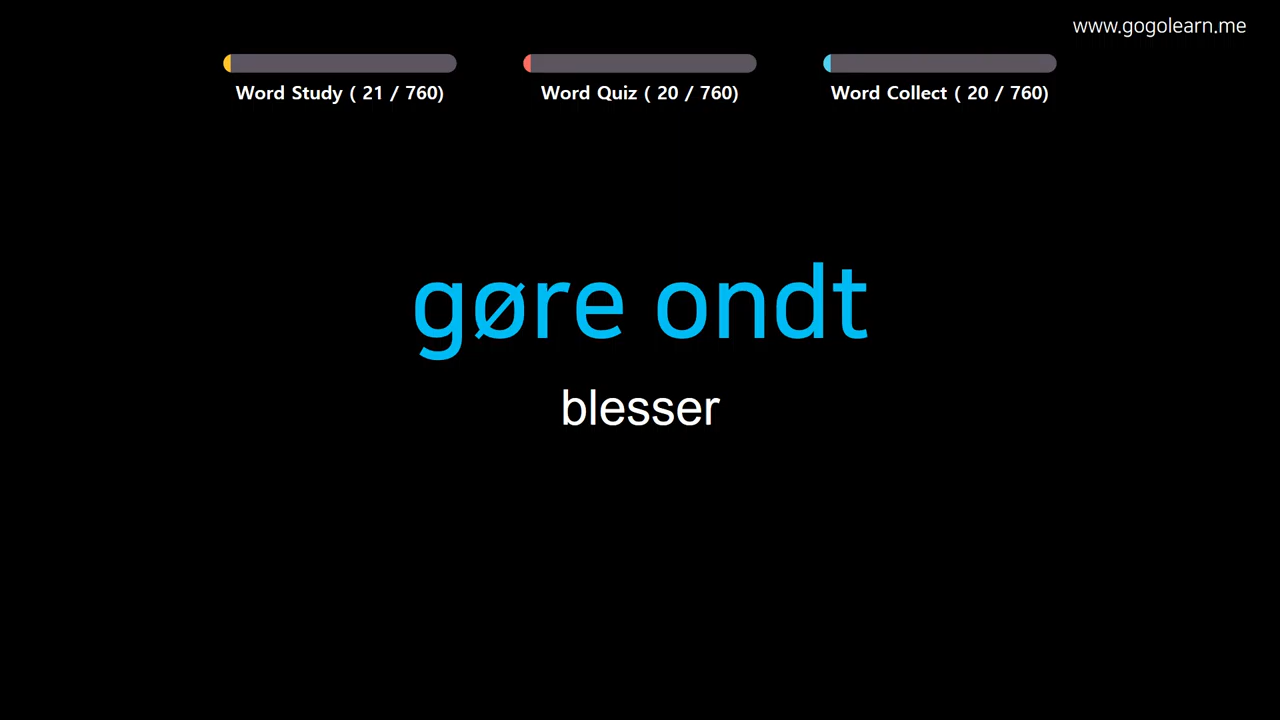 www.gogolearn.me
Word Study ( 21 / 760)
Word Quiz ( 20 / 760)
Word Collect ( 20 / 760)
gøre ondt
blesser